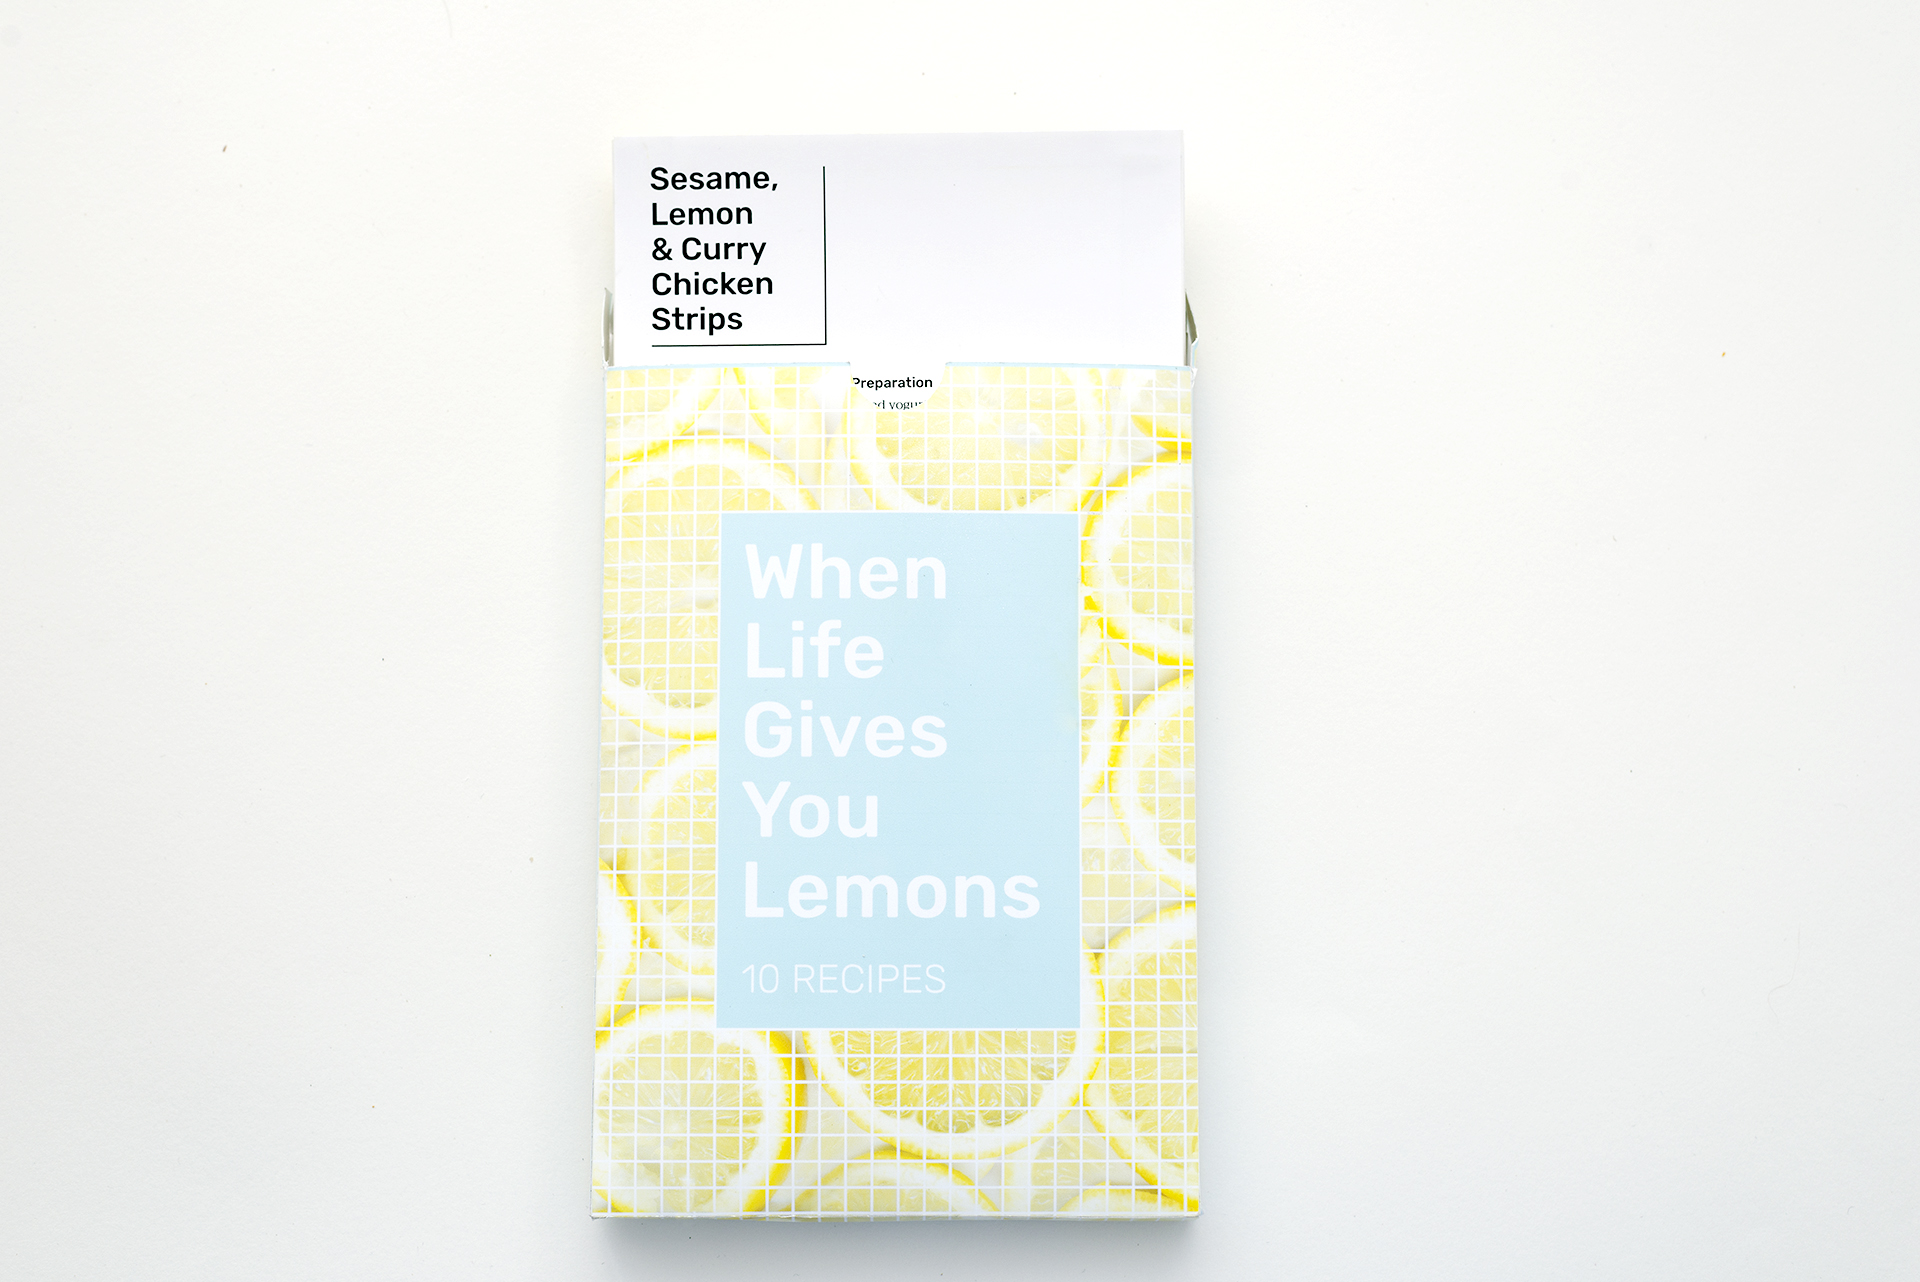 Sesame,
Lemon
& Curry
Chicken
Strips
Preparation
When
Life
Gives
You
Lemons
10 RECIPES